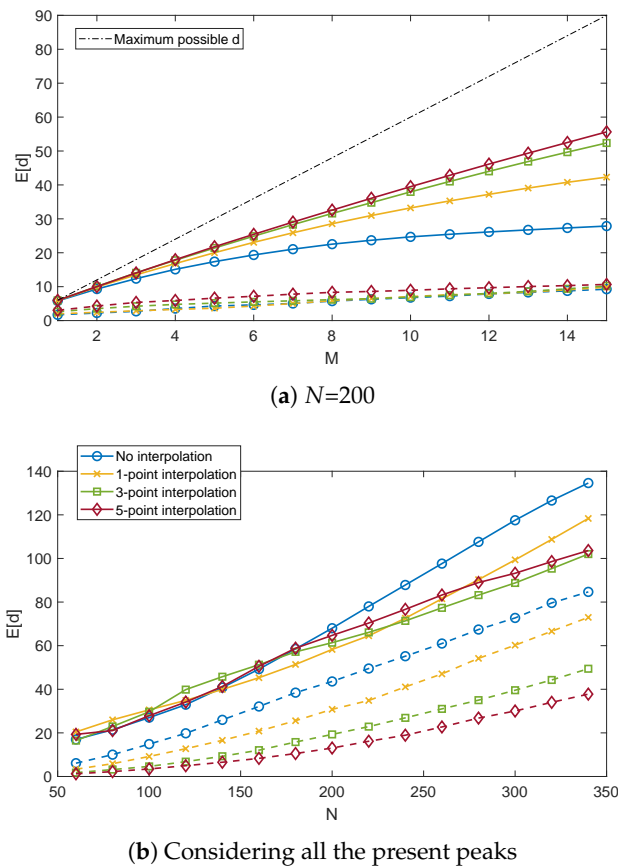 90
80
70
60
50
40
30
20
10
0
Maximum possible d
E[d]
2 4 6 8 10 12 14
M
(a) N=200
140
120
100
80
60
40
20
0
No interpolation
1-point interpolation
3-point interpolation
5-point interpolation
E[d]
50 100 150 200 250 300 350
N
(b) Considering all the present peaks